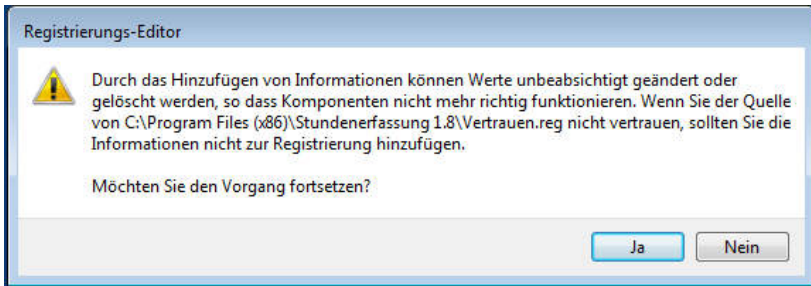 Registrierungs-Editor
Durch das Hinzufügen von Informationen können Werte unbeabsichtigt geändert oder
gelöscht werden, so dass Komponenten nicht mehr richtig funktionieren. Wenn Sie der Quelle
von C:\Program Files (x86)\Stundenerfassung 1.8\Vertrauen.reg nicht vertrauen, sollten Sie die
Informationen nicht zur Registrierung hinzufügen.
Möchten Sie den Vorgang fortsetzen?
Ja
Nein